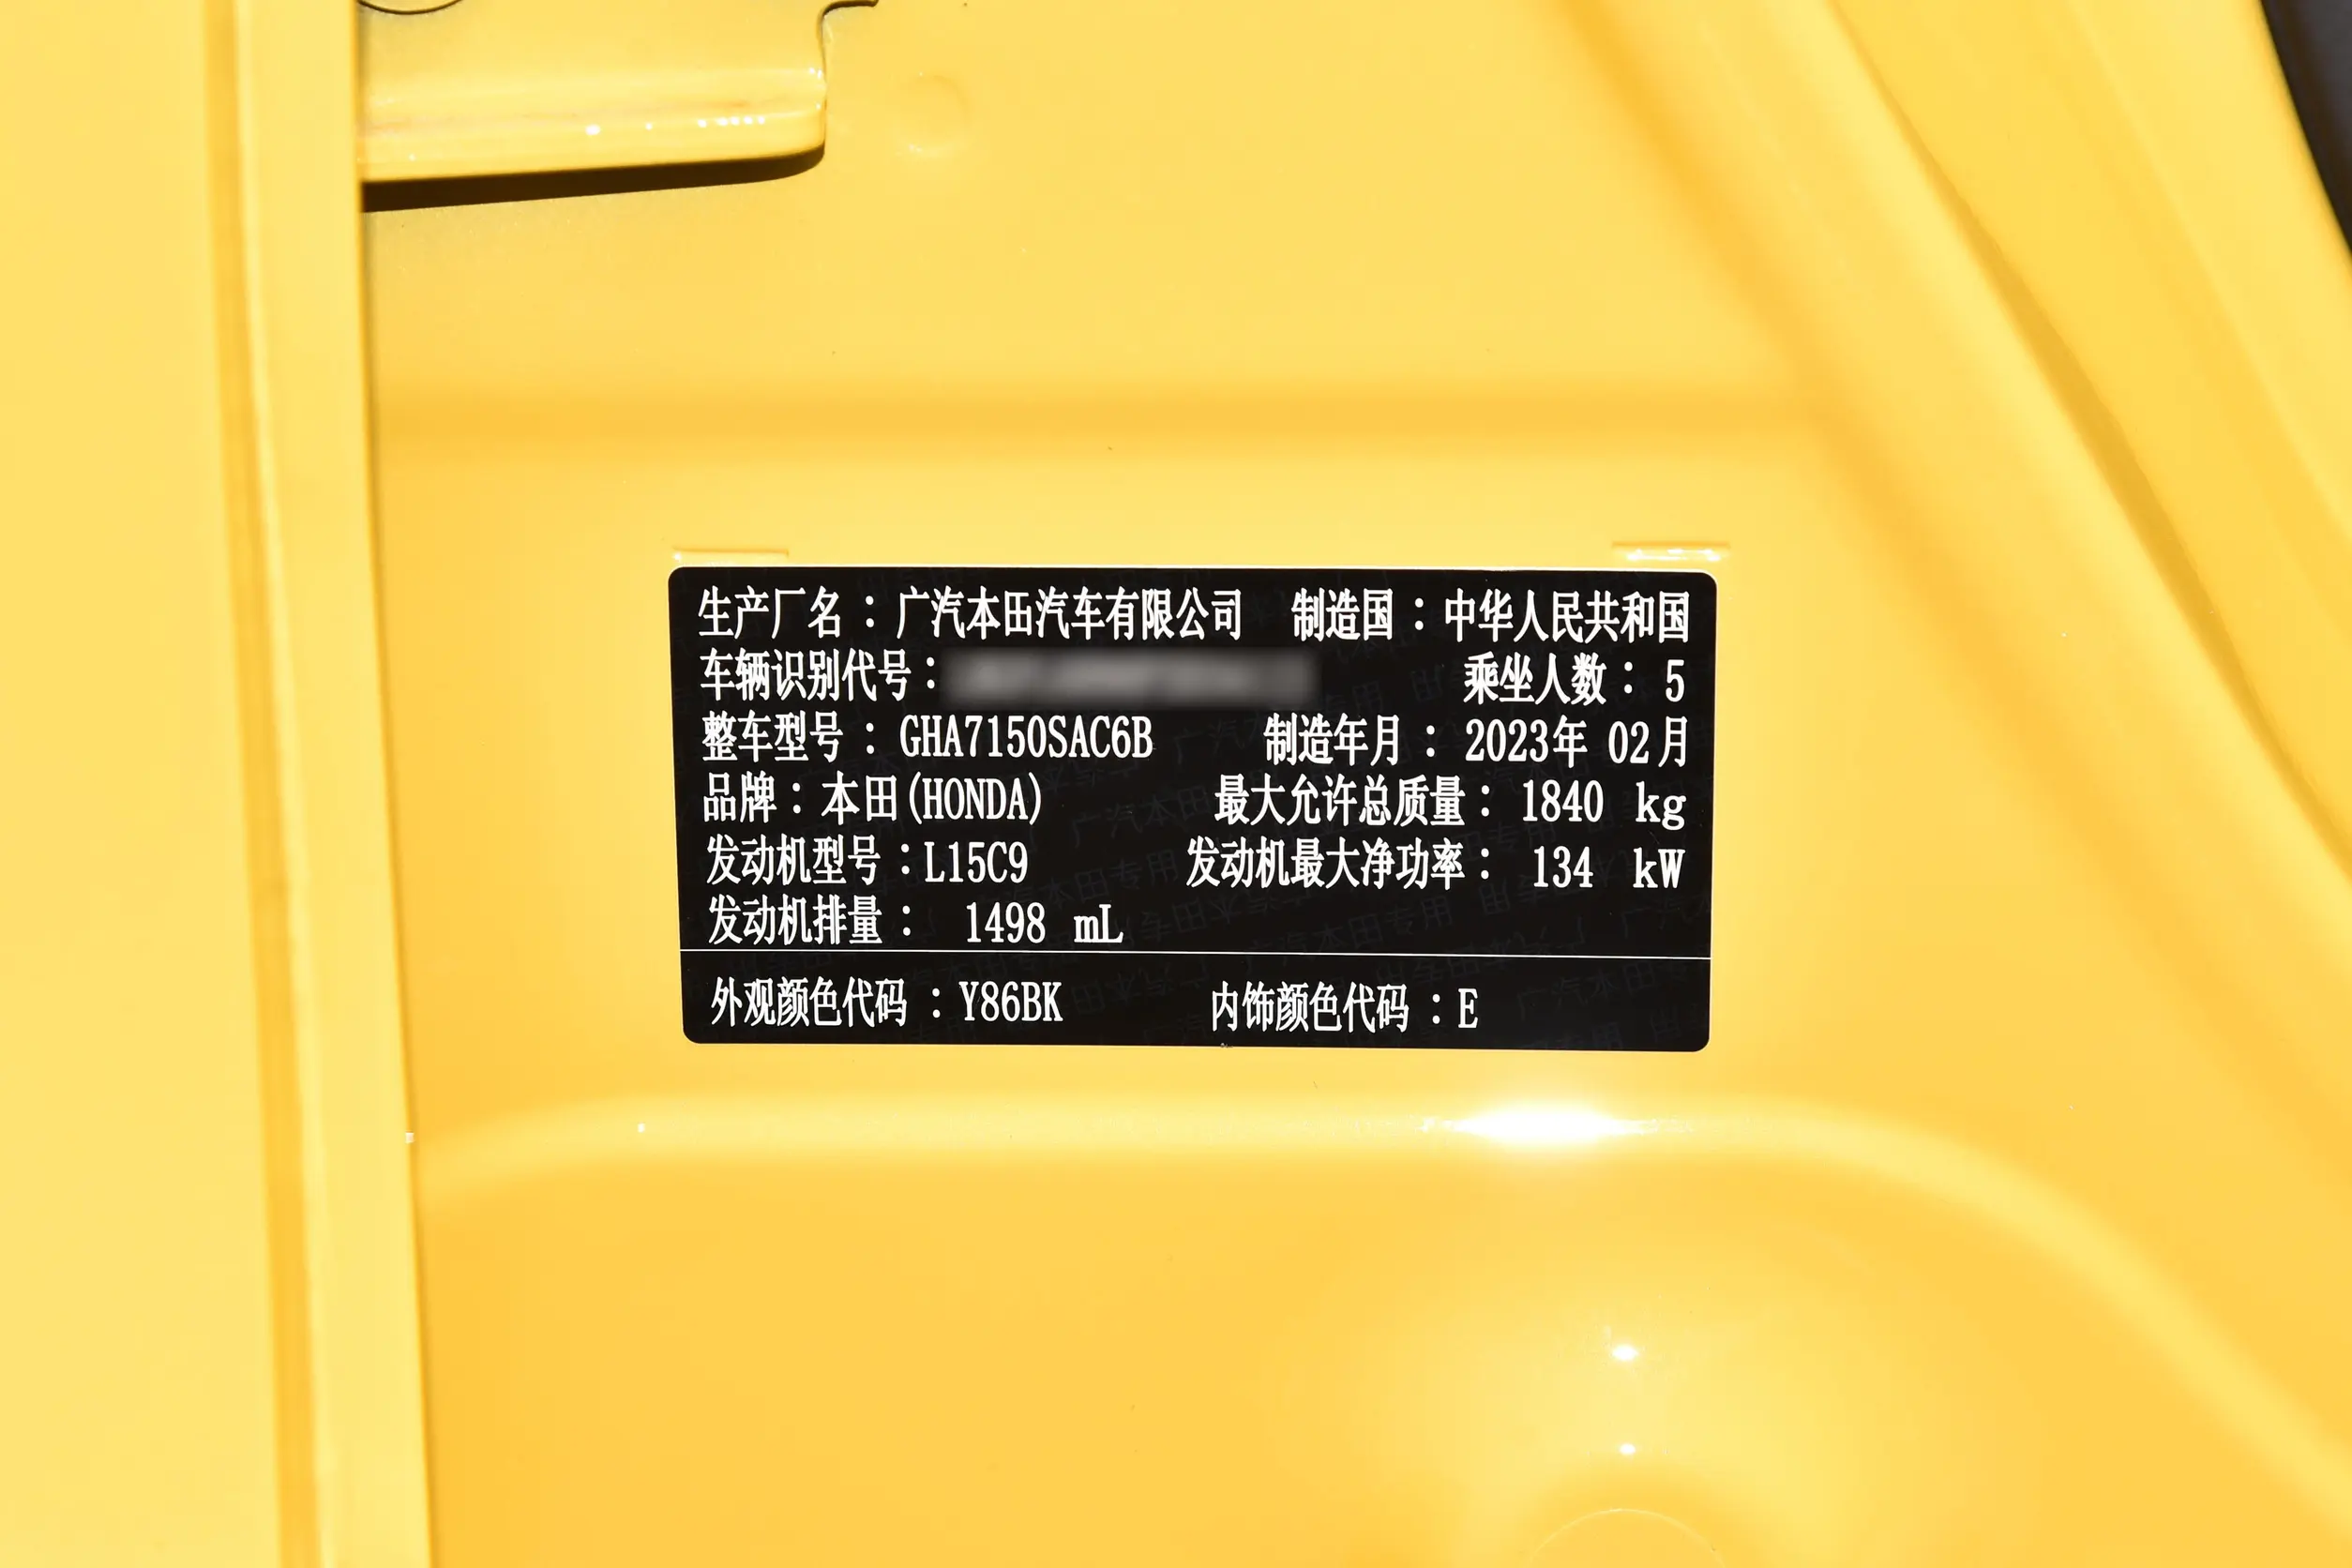 生产厂名：广汽本田汽车有限公司 制造国：中华人民共和国
车辆识别代号： 乘坐人数：5
整车型号：GHA7150SAC6B 制造年月：2023年 02月
品牌：本田(HONDA) 最大允许总质量：1840 kg
发动机型号：L15C9 发动机最大净功率：134 kW
发动机排量：1498 mL
外观颜色代码：Y86BK 内饰颜色代码：E